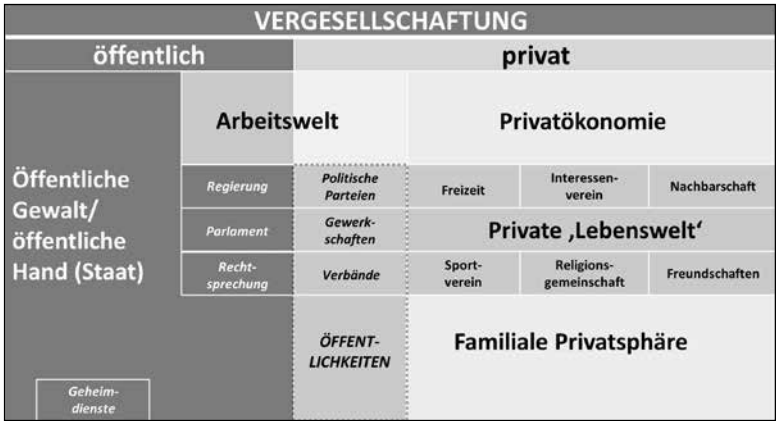 VERGESELLSCHAFTUNG
öffentlich
privat
Arbeitswelt
Privatökonomie
Öffentliche
Gewalt/
öffentliche
Hand (Staat)
Regierung
Politische
Parteien
Freizeit
Interessen-
verein
Nachbarschaft
Parlament
Gewerk-
schaften
Private ‚Lebenswelt‘
Recht-
sprechung
Verbände
Sport-
verein
Religions-
gemeinschaft
Freundschaften
ÖFFENT-
LICHKEITEN
Familiale Privatsphäre
Geheim-
dienste